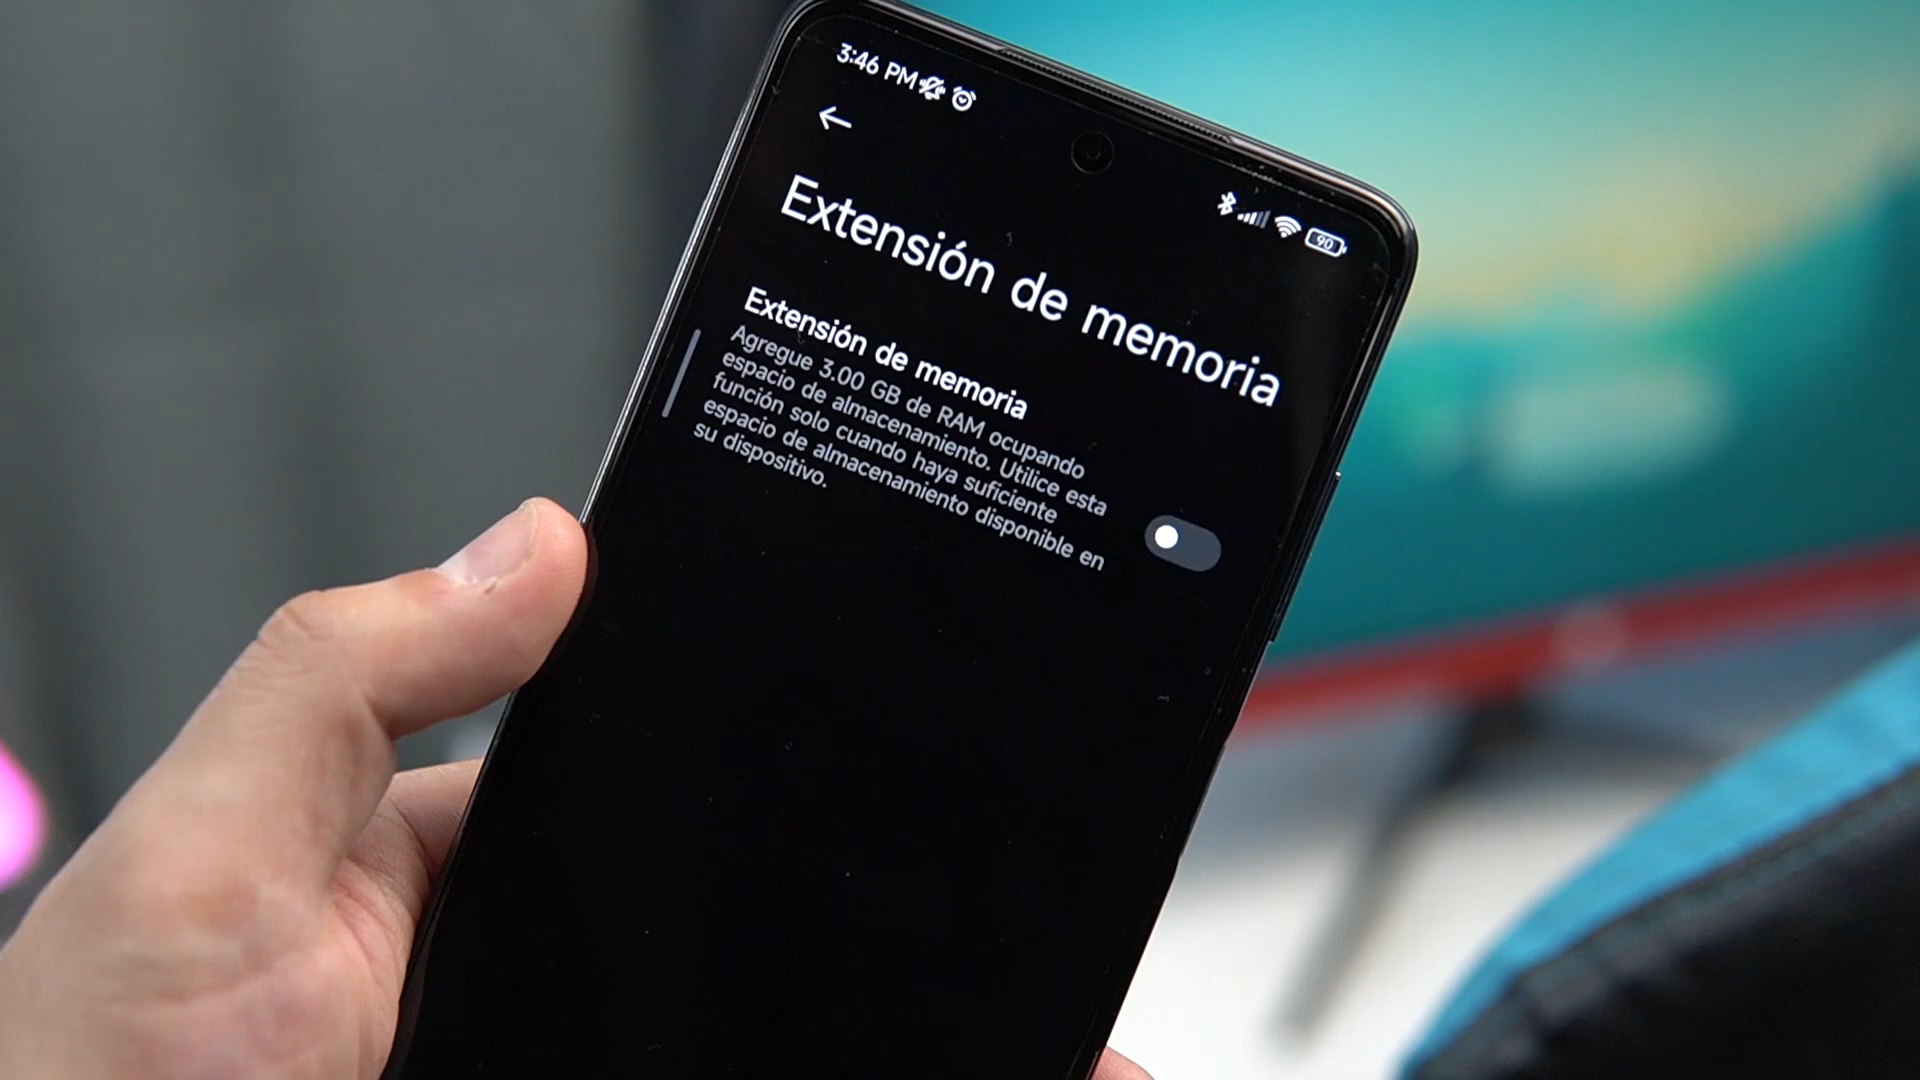 3:46 PM
90
Extensión de memoria
Extensión de memoria
Agregue 3.00 GB de RAM ocupando
espacio de almacenamiento. Utilice esta
función solo cuando haya suficiente
espacio de almacenamiento disponible en
su dispositivo.